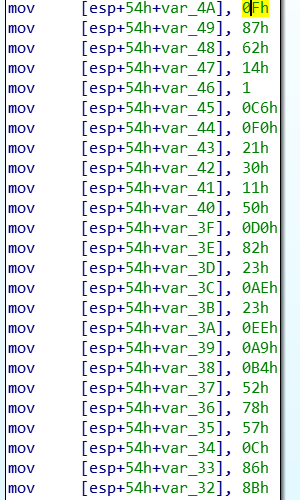 mov [esp+54h+var_4A], 0Fh
mov [esp+54h+var_49], 87h
mov [esp+54h+var_48], 62h
mov [esp+54h+var_47], 14h
mov [esp+54h+var_46], 1
mov [esp+54h+var_45], 0C6h
mov [esp+54h+var_44], 0F0h
mov [esp+54h+var_43], 21h
mov [esp+54h+var_42], 30h
mov [esp+54h+var_41], 11h
mov [esp+54h+var_40], 50h
mov [esp+54h+var_3F], 0D0h
mov [esp+54h+var_3E], 82h
mov [esp+54h+var_3D], 23h
mov [esp+54h+var_3C], 0AEh
mov [esp+54h+var_3B], 23h
mov [esp+54h+var_3A], 0EEh
mov [esp+54h+var_39], 0A9h
mov [esp+54h+var_38], 0B4h
mov [esp+54h+var_37], 52h
mov [esp+54h+var_36], 78h
mov [esp+54h+var_35], 57h
mov [esp+54h+var_34], 0Ch
mov [esp+54h+var_33], 86h
mov [esp+54h+var_32], 8Bh